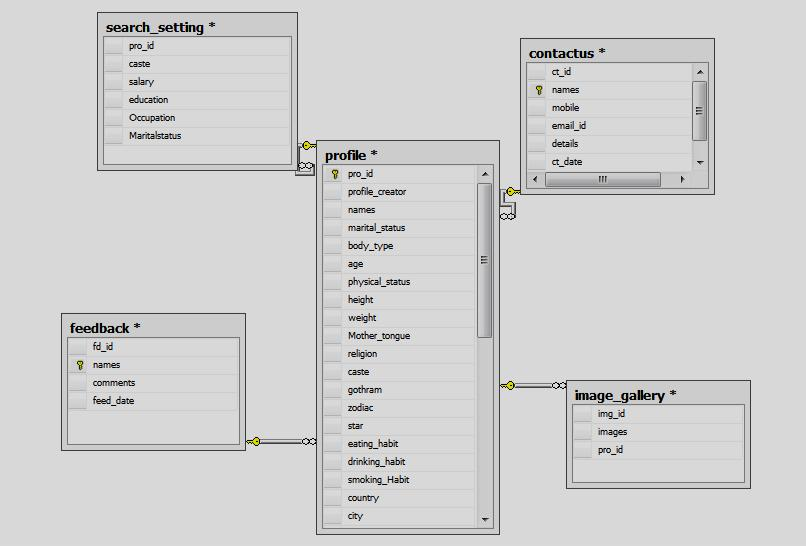 search_setting *
pro_id
caste
salary
education
Occupation
Maritalstatus
contactus *
ct_id
names
mobile
email_id
details
ct_date
profile *
pro_id
profile_creator
names
marital_status
body_type
age
physical_status
height
weight
Mother_tongue
religion
caste
gothram
zodiac
star
eating_habit
drinking_habit
smoking_Habit
country
city
feedback *
fd_id
names
comments
feed_date
image_gallery *
img_id
images
pro_id